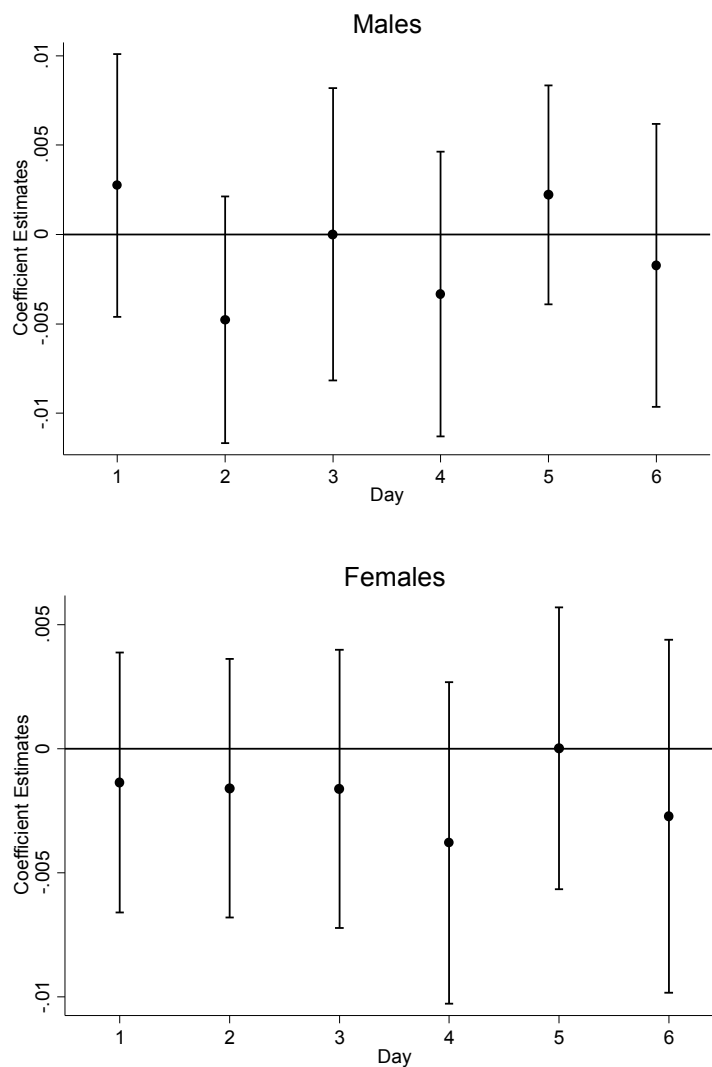 Males
.01
.005
0
-.005
-.01
Coefficient Estimates
1 2 3 4 5 6
Day
Females
.005
0
-.005
-.01
Coefficient Estimates
1 2 3 4 5 6
Day